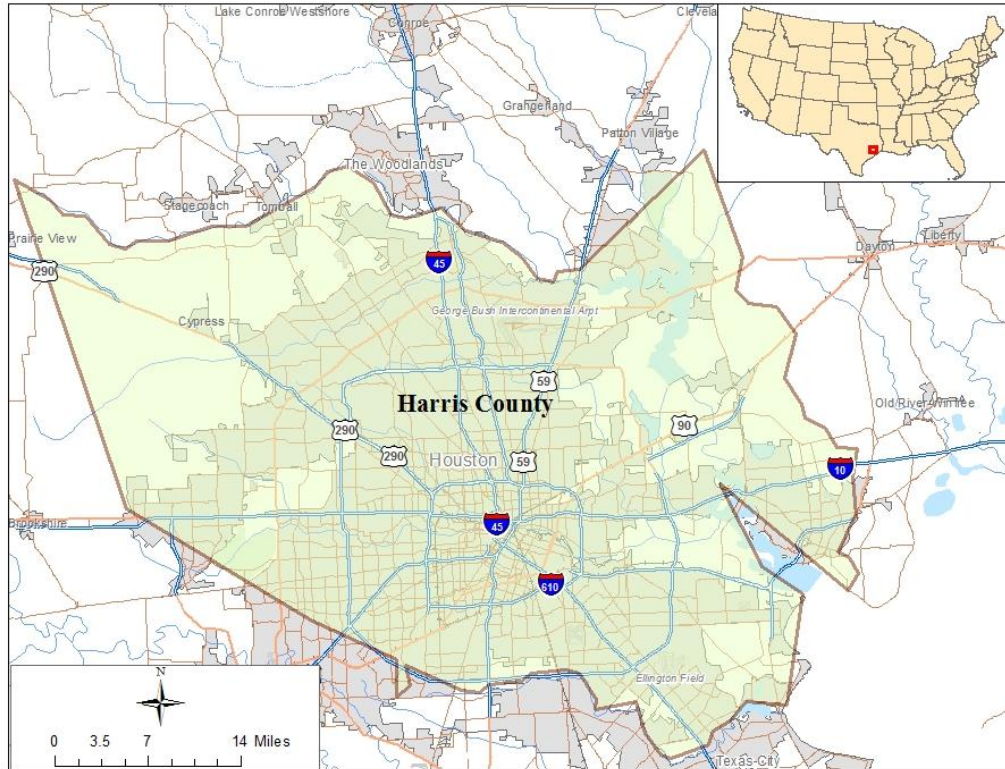 Lake Conroe Westshore
Conroe
Clevela
Grangerland
Patton Village
The Woodlands
Stagecoach
Tomball
Prairie View
290
45
Dayton
Liberty
George Bush Intercontinental Arpt
Cypress
59
Harris County
Old River-Winfree
290
90
290
Houston
59
10
Brookshire
45
610
Ellington Field
N
0 3.5 7 14 Miles
Texas City